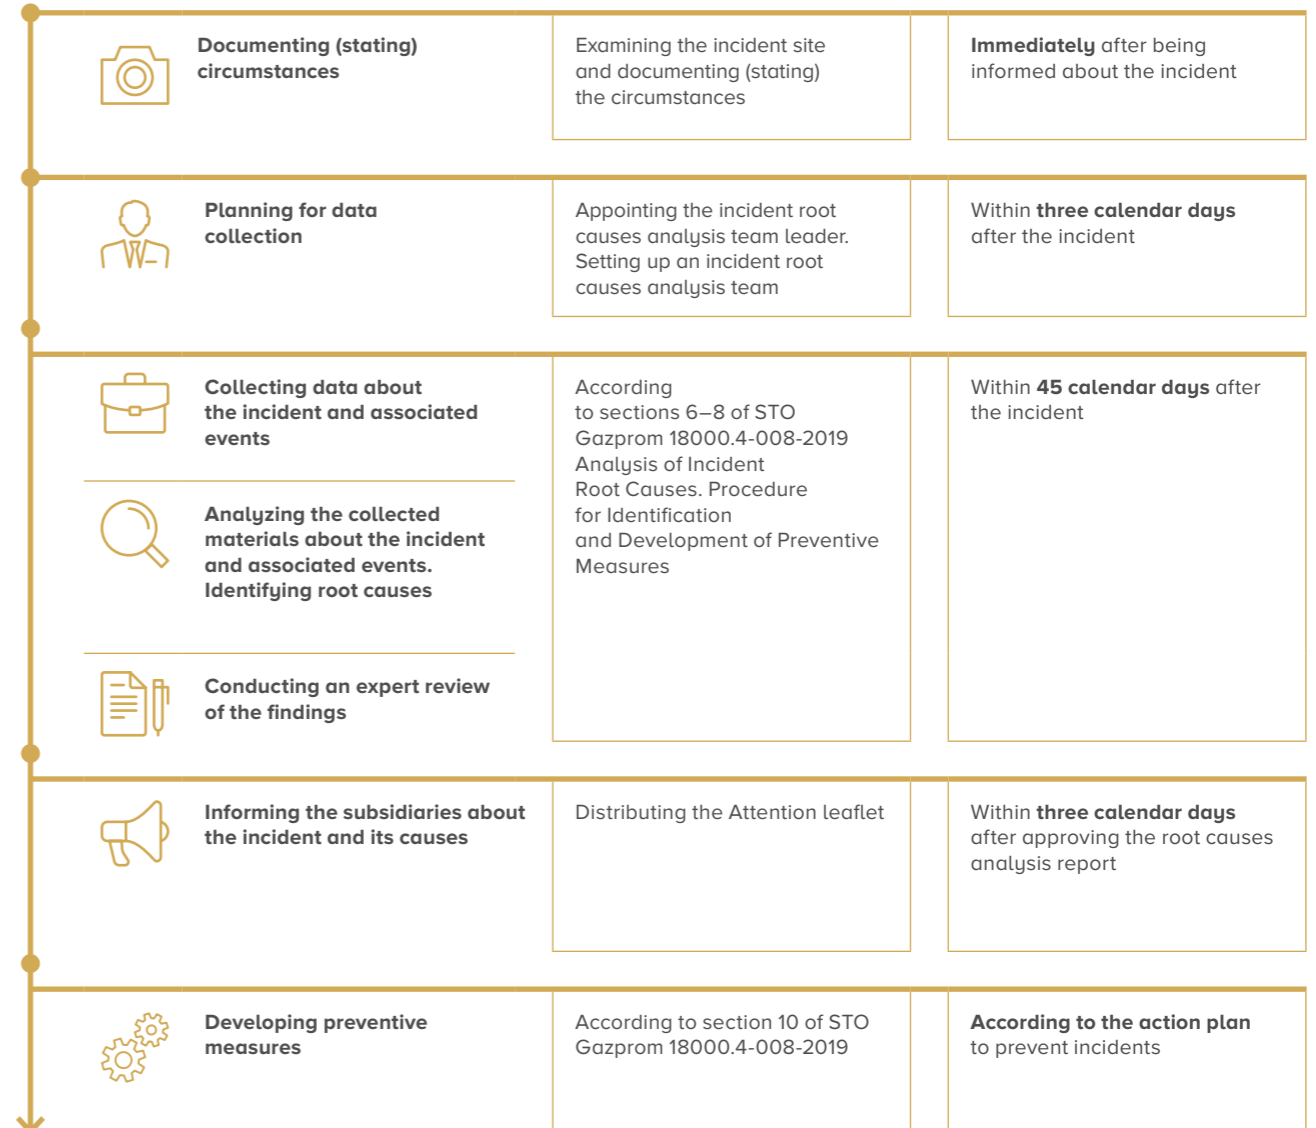 Documenting (stating)
circumstances
Examining the incident site
and documenting (stating)
the circumstances
Immediately after being
informed about the incident
Planning for data
collection
Appointing the incident root
causes analysis team leader.
Setting up an incident root
causes analysis team
Within three calendar days
after the incident
Collecting data about
the incident and associated
events
Analyzing the collected
materials about the incident
and associated events.
Identifying root causes
Conducting an expert review
of the findings
According
to sections 6–8 of STO
Gazprom 18000.4-008-2019
Analysis of Incident
Root Causes. Procedure
for Identification
and Development of Preventive
Measures
Within 45 calendar days after
the incident
Informing the subsidiaries about
the incident and its causes
Distributing the Attention leaflet
Within three calendar days
after approving the root causes
analysis report
Developing preventive
measures
According to section 10 of STO
Gazprom 18000.4-008-2019
According to the action plan
to prevent incidents